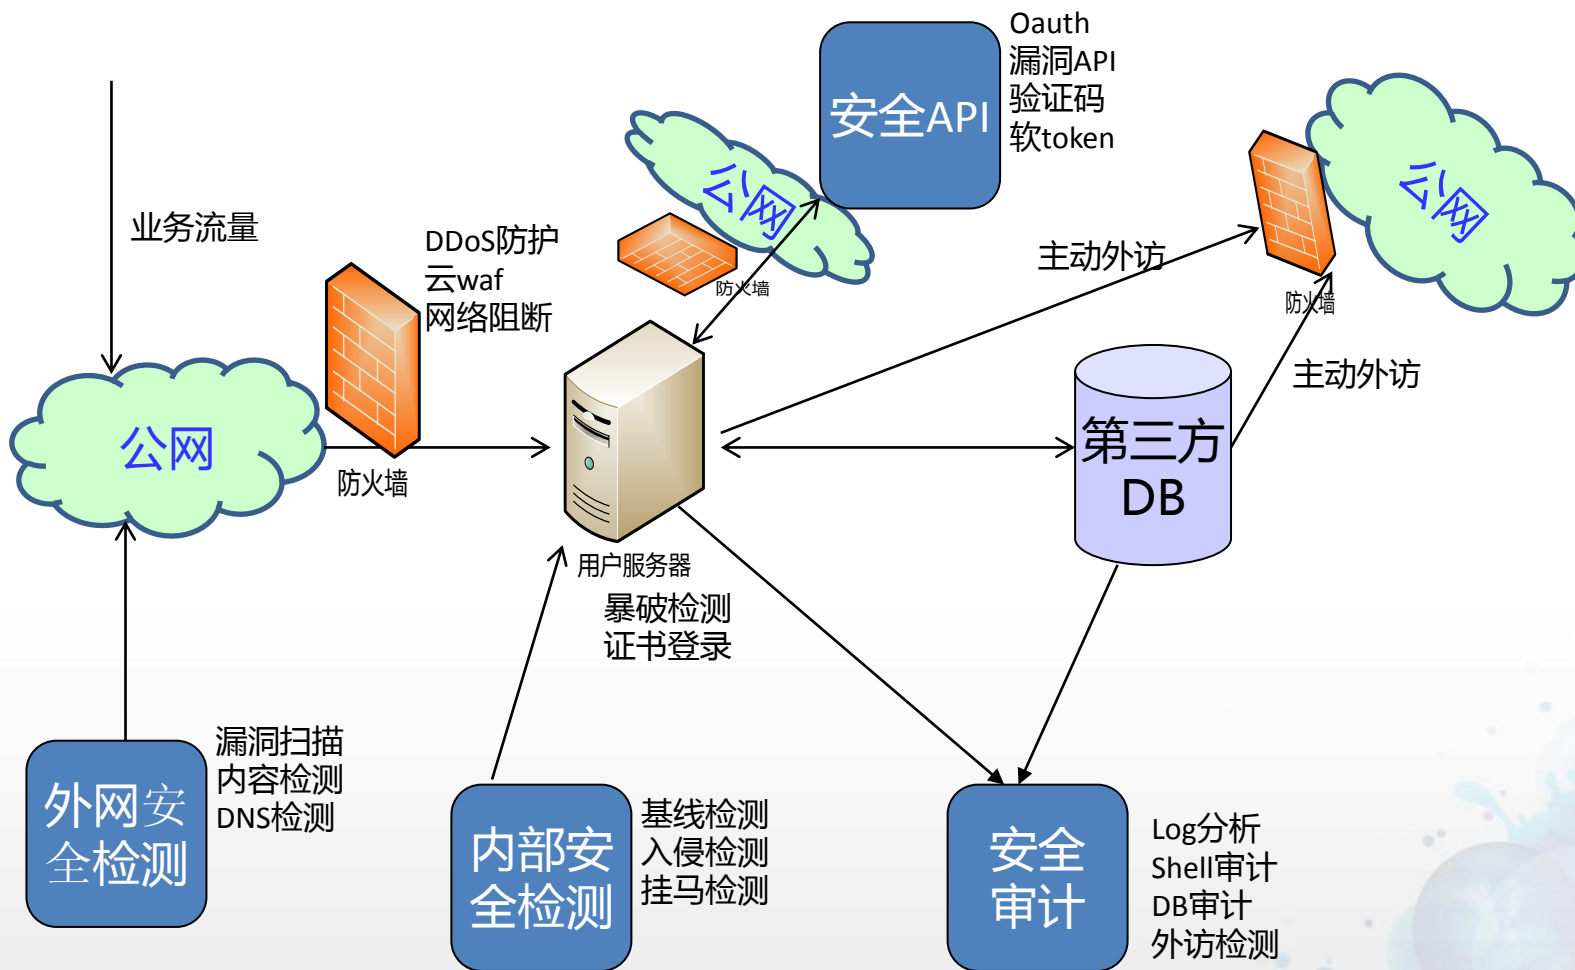 Oauth
漏洞API
验证码
软token
安全API
公网
公网
业务流量
DDoS防护
云waf
网络阻断
主动外访
防火墙
防火墙
主动外访
公网
防火墙
第三方
DB
用户服务器
暴破检测
证书登录
漏洞扫描
内容检测
DNS检测
外网安
全检测
内部安
全检测
基线检测
入侵检测
挂马检测
安全
审计
Log分析
Shell审计
DB审计
外访检测